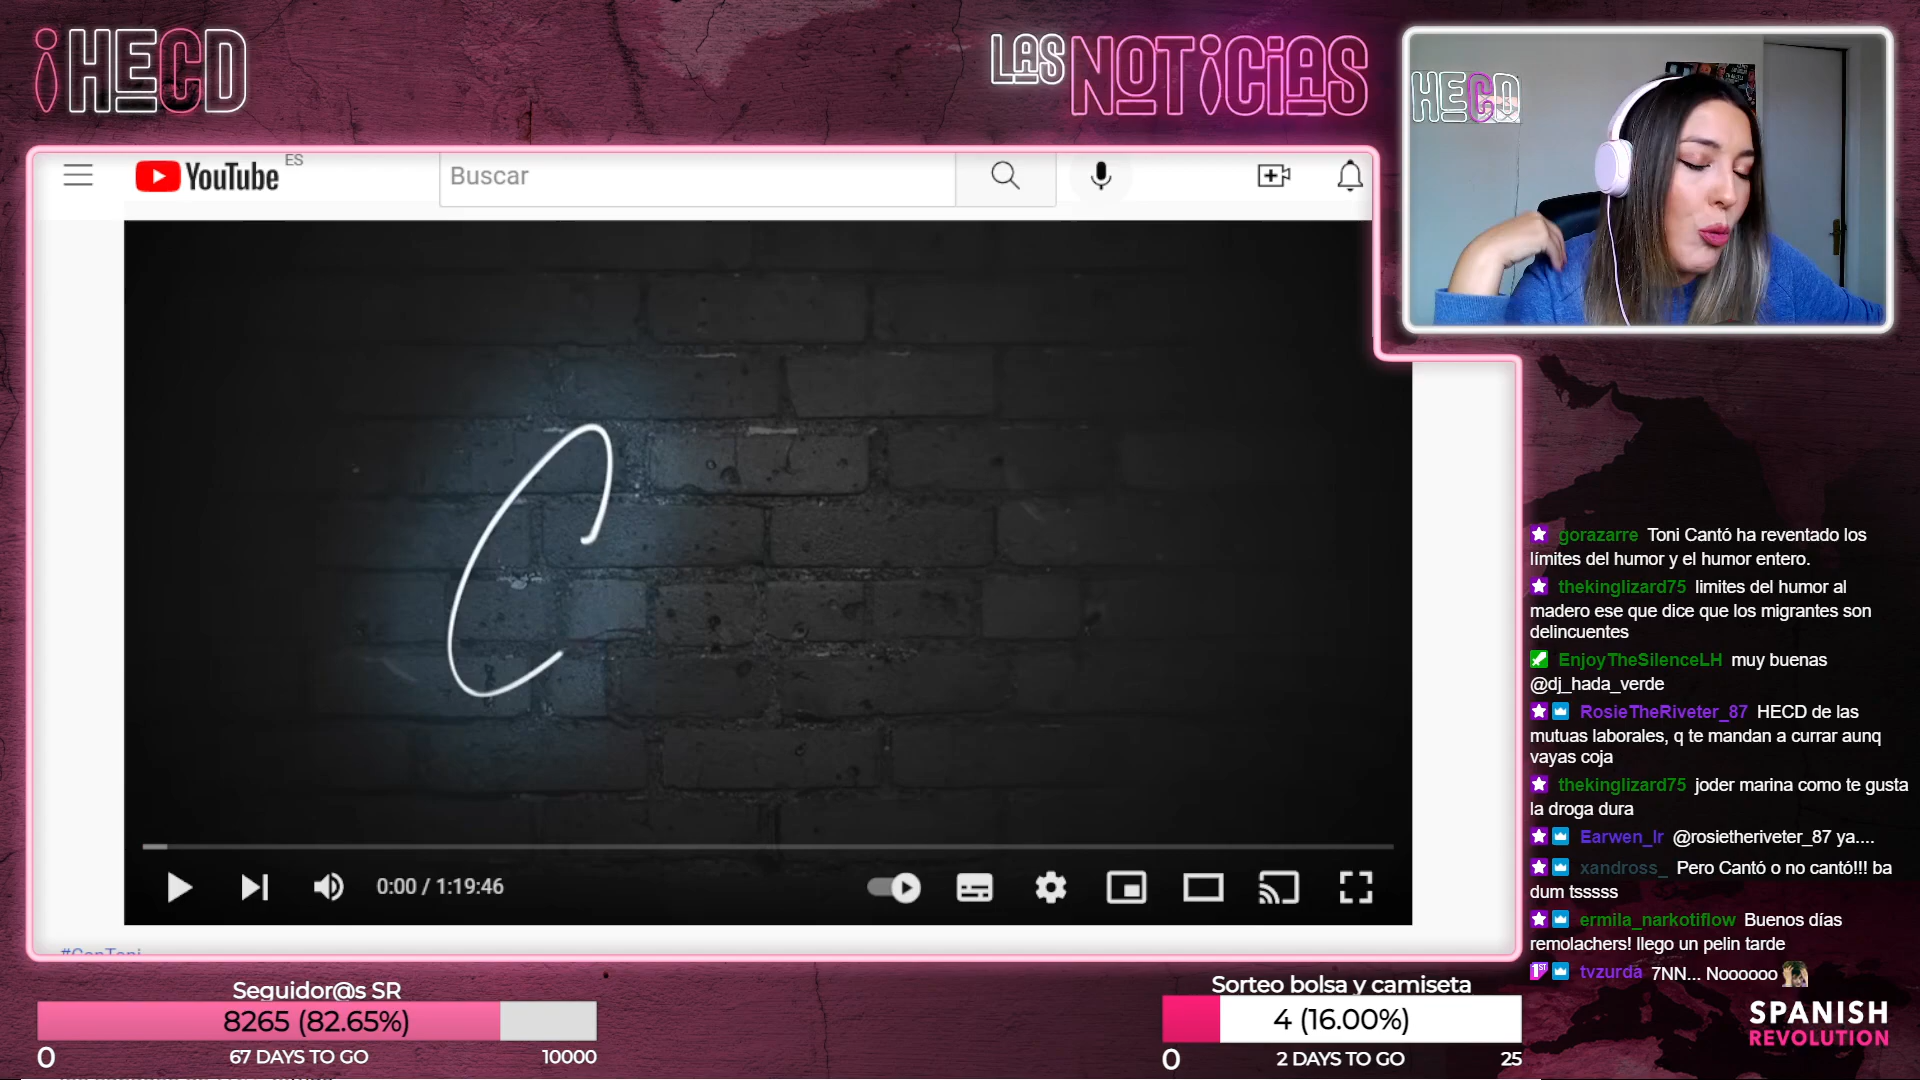 ¡HECD
LAS NOTICIAS
HECD
YouTube ES
Buscar
C
0:00 / 1:19:46
#ConToni
gorazarre Toni Cantó ha reventado los
límites del humor y el humor entero.
thekinglizard75 limites del humor al
madero ese que dice que los migrantes son
delincuentes
EnjoyTheSilenceLH muy buenas
@dj_hada_verde
RosieTheRiveter_87 HECD de las
mutuas laborales, q te mandan a currar aunq
vayas coja
thekinglizard75 joder marina como te gusta
la droga dura
Earwen_lr @rosietheriveter_87 ya....
xandross_ Pero Cantó o no cantó!!! ba
dum tsssss
ermila_narkotiflow Buenos días
remolachers! llego un pelin tarde
1ST tvzurda 7NN... Noooooo
Seguidor@s SR
8265 (82.65%)
0 67 DAYS TO GO 10000
Sorteo bolsa y camiseta
4 (16.00%)
0 2 DAYS TO GO 25
SPANISH
REVOLUTION